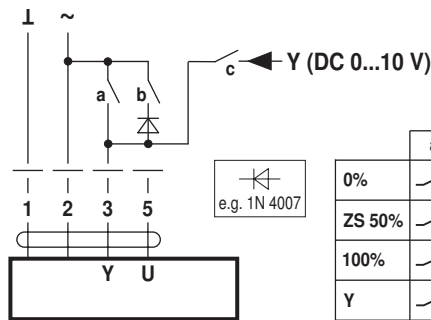 ⊥ ~
a b c Y (DC 0...10 V)
1 2 3 5
Y U
e.g. 1N 4007
0%
ZS 50%
100%
Y